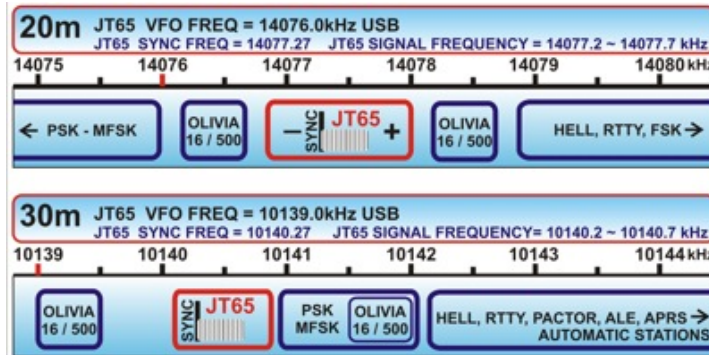 20m JT65 VFO FREQ = 14076.0kHz USB
JT65 SYNC FREQ = 14077.27 JT65 SIGNAL FREQUENCY = 14077.2 ~ 14077.7 kHz
14075 14076 14077 14078 14079 14080 kHz
← PSK - MFSK
OLIVIA
16 / 500
– SYNC JT65 +
OLIVIA
16 / 500
HELL, RTTY, FSK →
30m JT65 VFO FREQ = 10139.0kHz USB
JT65 SYNC FREQ = 10140.27 JT65 SIGNAL FREQUENCY= 10140.2 ~ 10140.7 kHz
10139 10140 10141 10142 10143 10144 kHz
OLIVIA
16 / 500
SYNC JT65
PSK
MFSK
OLIVIA
16 / 500
HELL, RTTY, PACTOR, ALE, APRS →
AUTOMATIC STATIONS